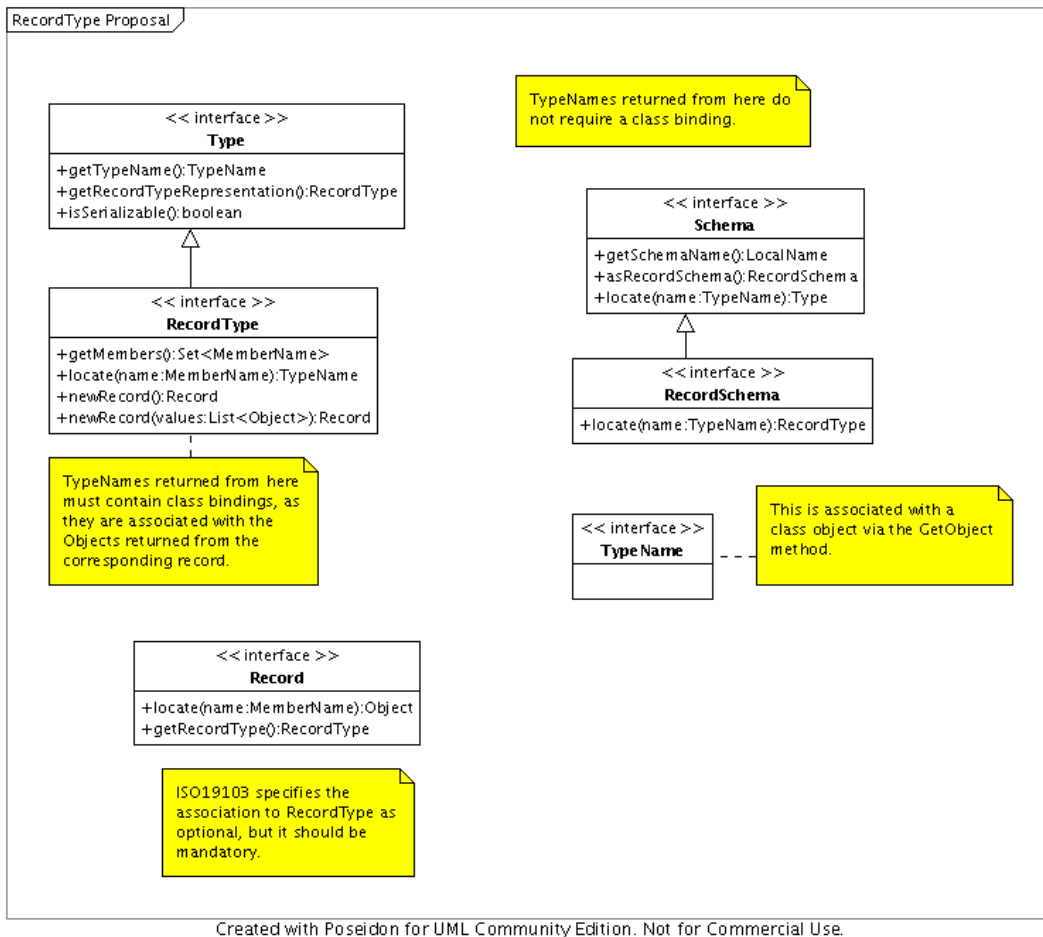 RecordType Proposal
TypeNames returned from here do
not require a class binding.
<< interface >>
Type
+getTypeName():TypeName
+getRecordTypeRepresentation():RecordType
+isSerializable():boolean
<< interface >>
Schema
+getSchemaName():LocalName
+asRecordSchema():RecordSchema
+locate(name:TypeName):Type
<< interface >>
RecordType
+getMembers():Set<MemberName>
+locate(name:MemberName):TypeName
+newRecord():Record
+newRecord(values:List<Object>):Record
<< interface >>
RecordSchema
+locate(name:TypeName):RecordType
TypeNames returned from here
must contain class bindings, as
they are associated with the
Objects returned from the
corresponding record.
<< interface >>
TypeName
This is associated with a
class object via the GetObject
method.
<< interface >>
Record
+locate(name:MemberName):Object
+getRecordType():RecordType
ISO19103 specifies the
association to RecordType as
optional, but it should be
mandatory.
Created with Poseidon for UML Community Edition. Not for Commercial Use.